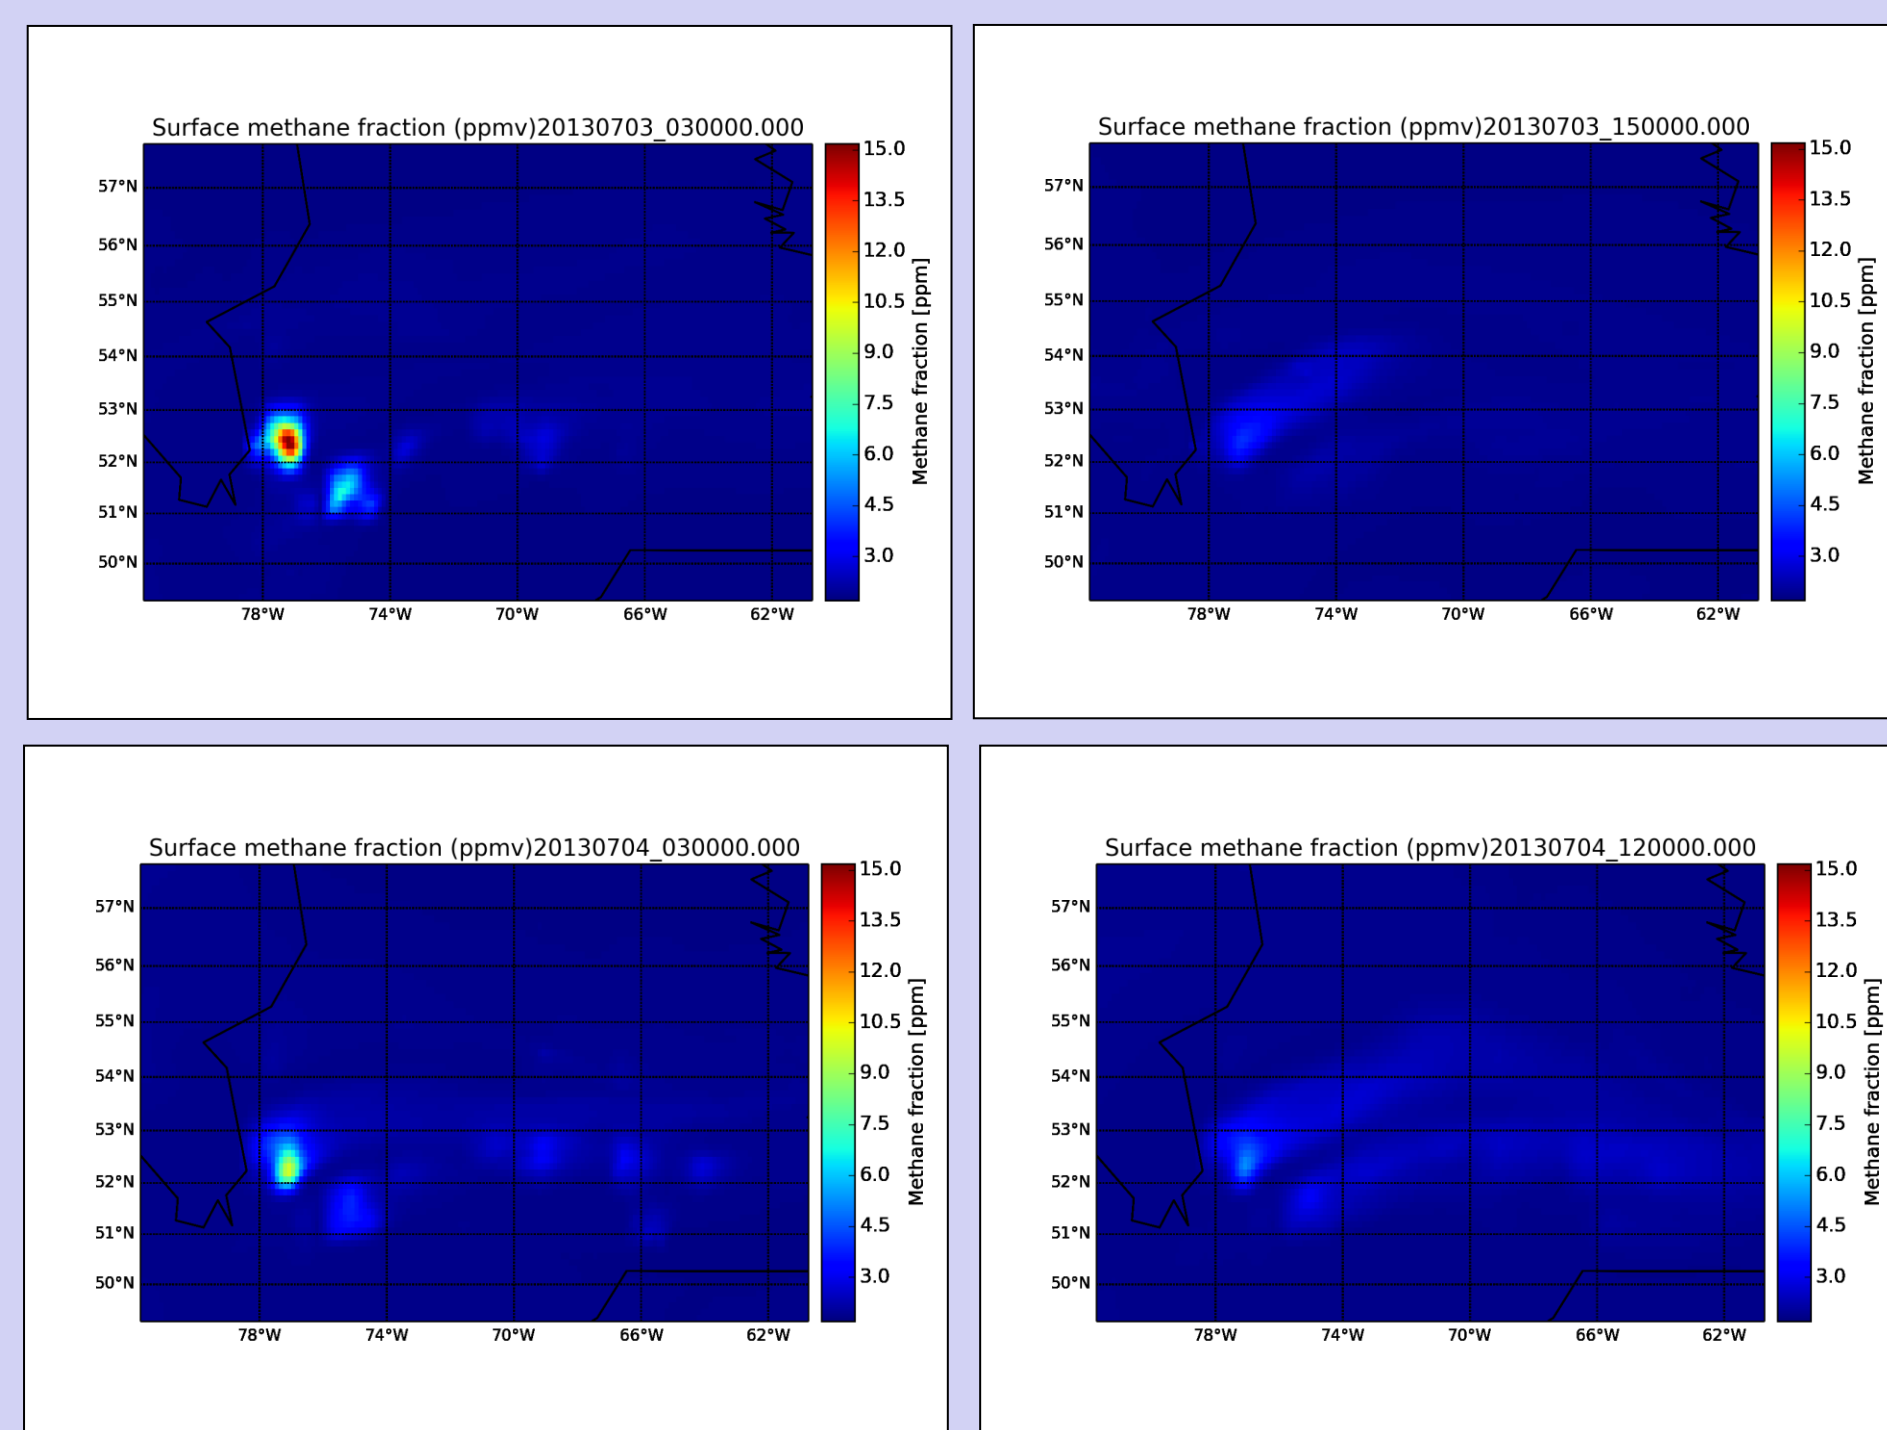 Surface methane fraction (ppmv)20130703_030000.000
57°N
56°N
55°N
54°N
53°N
52°N
51°N
50°N
78°W 74°W 70°W 66°W 62°W
15.0
13.5
12.0
10.5
9.0
7.5
6.0
4.5
3.0
Methane fraction [ppm]
Surface methane fraction (ppmv)20130703_150000.000
57°N
56°N
55°N
54°N
53°N
52°N
51°N
50°N
78°W 74°W 70°W 66°W 62°W
15.0
13.5
12.0
10.5
9.0
7.5
6.0
4.5
3.0
Methane fraction [ppm]
Surface methane fraction (ppmv)20130704_030000.000
57°N
56°N
55°N
54°N
53°N
52°N
51°N
50°N
78°W 74°W 70°W 66°W 62°W
15.0
13.5
12.0
10.5
9.0
7.5
6.0
4.5
3.0
Methane fraction [ppm]
Surface methane fraction (ppmv)20130704_120000.000
57°N
56°N
55°N
54°N
53°N
52°N
51°N
50°N
78°W 74°W 70°W 66°W 62°W
15.0
13.5
12.0
10.5
9.0
7.5
6.0
4.5
3.0
Methane fraction [ppm]